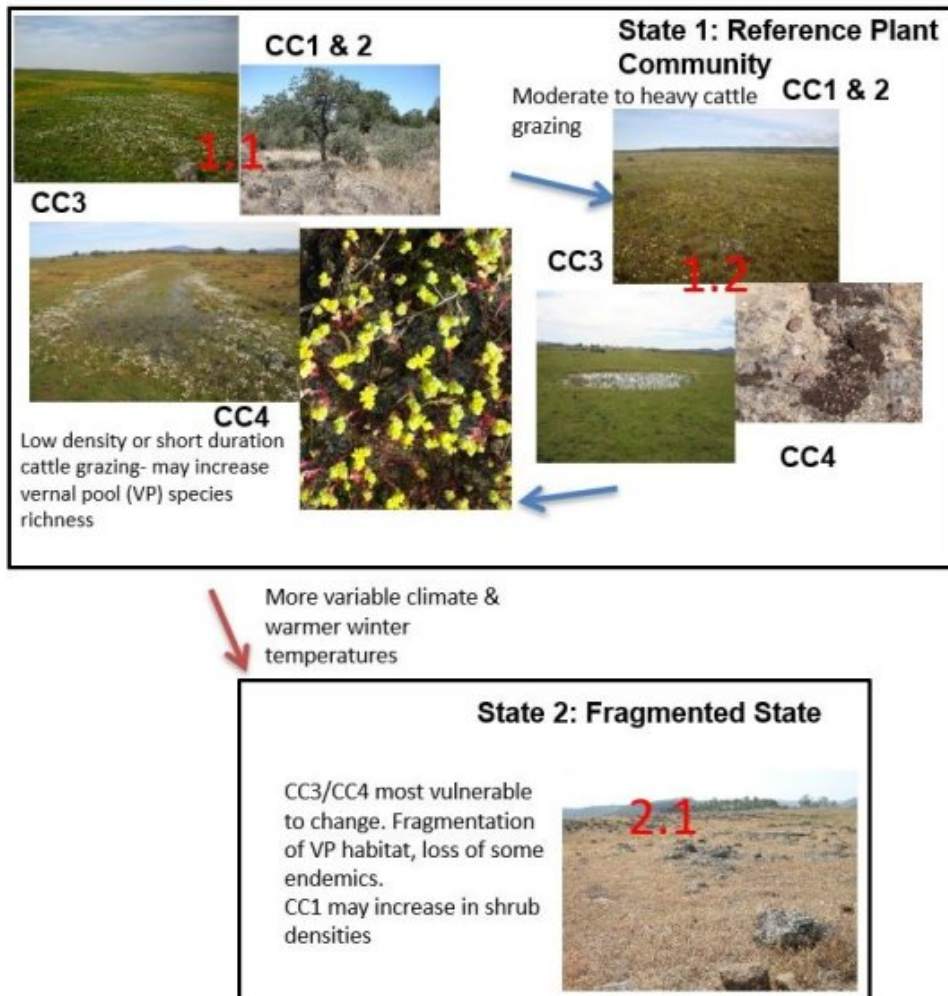 State 1: Reference Plant
Community
CC1 & 2
1.1
CC3
CC4
Low density or short duration
cattle grazing- may increase
vernal pool (VP) species
richness
Moderate to heavy cattle
grazing
CC1 & 2
CC3
1.2
CC4
More variable climate &
warmer winter
temperatures
State 2: Fragmented State
CC3/CC4 most vulnerable
to change. Fragmentation
of VP habitat, loss of some
endemics.
CC1 may increase in shrub
densities
2.1